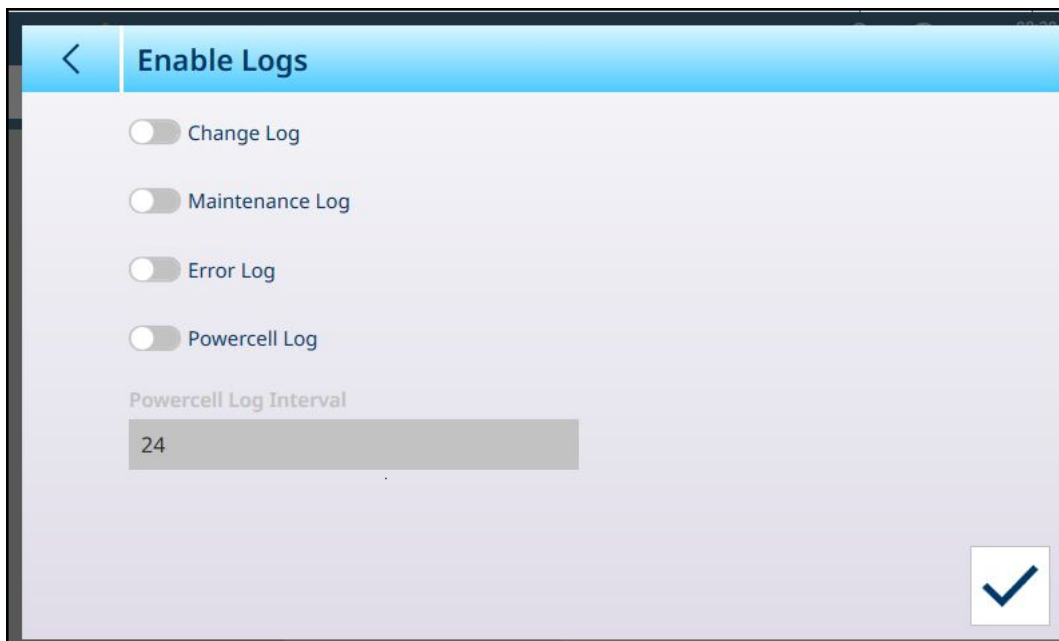 Enable Logs
Change Log
Maintenance Log
Error Log
Powercell Log
Powercell Log Interval
24